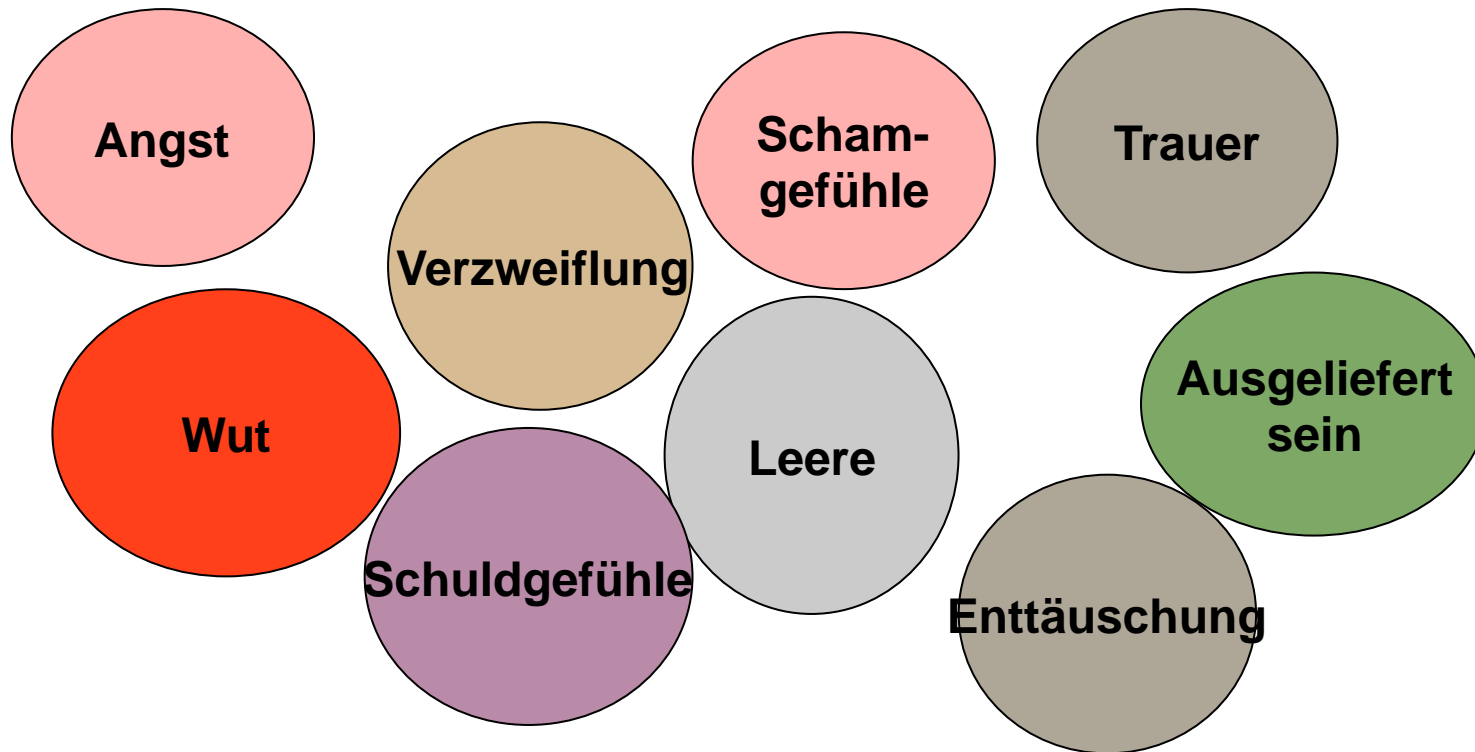 Angst
Scham-
gefühle
Trauer
Verzweiflung
Ausgeliefert
sein
Wut
Leere
Schuldgefühle
Enttäuschung